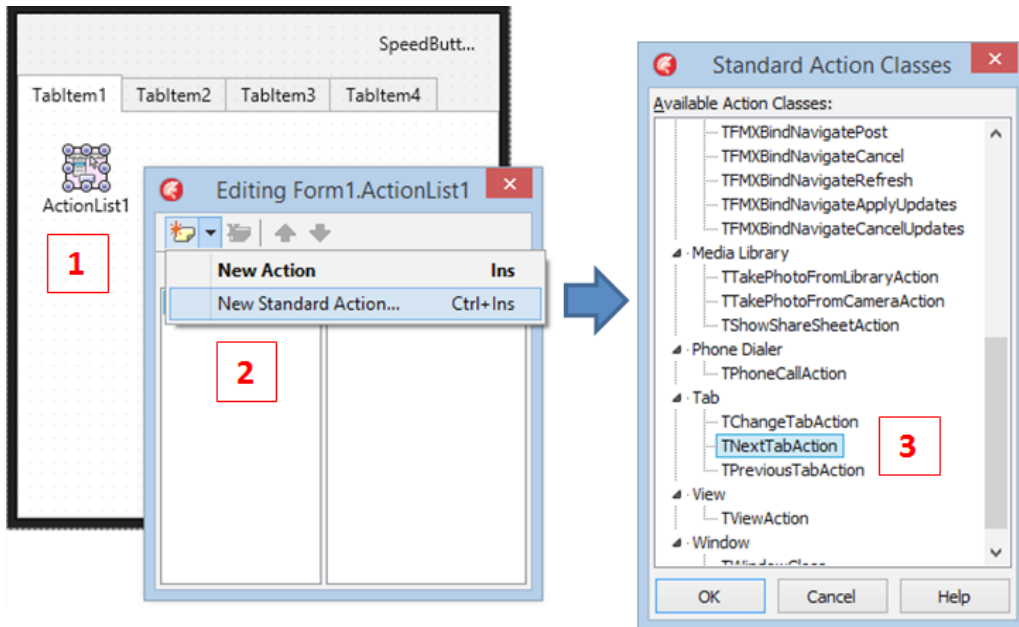 SpeedButt...
TabItem1 TabItem2 TabItem3 TabItem4
ActionList1
1
Editing Form1.ActionList1
New Action Ins
New Standard Action... Ctrl+Ins
2
Standard Action Classes
Available Action Classes:
TFMXBindNavigatePost
TFMXBindNavigateCancel
TFMXBindNavigateRefresh
TFMXBindNavigateApplyUpdates
TFMXBindNavigateCancelUpdates
Media Library
TTakePhotoFromLibraryAction
TTakePhotoFromCameraAction
TShowShareSheetAction
Phone Dialer
TPhoneCallAction
Tab
TChangeTabAction
TNextTabAction
3
TPreviousTabAction
View
TViewAction
Window
OK Cancel Help